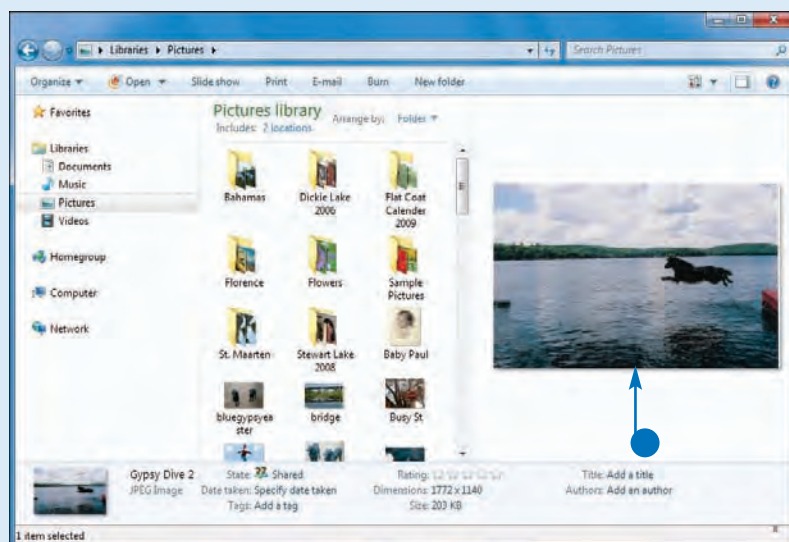 Libraries Pictures
Search Pictures
Organize Open Slide show Print E-mail Burn New folder
Favorites
Libraries
Documents
Music
Pictures
Videos
Homegroup
Computer
Network
Pictures library
Includes: 2 locations
Arrange by: Folder
Bahamas
Dickie Lake
2006
Flat Coat
Calender
2009
Florence
Flowers
Sample
Pictures
St. Maarten
Stewart Lake
2008
Baby Paul
bluegypsyea
ster
bridge
Busy St
Gypsy Dive 2
JPEG Image
State: Shared
Date taken: Specify date taken
Tags: Add a tag
Rating:
Dimensions: 1772 x 1140
Size: 203 KB
Title: Add a title
Authors: Add an author
1 item selected